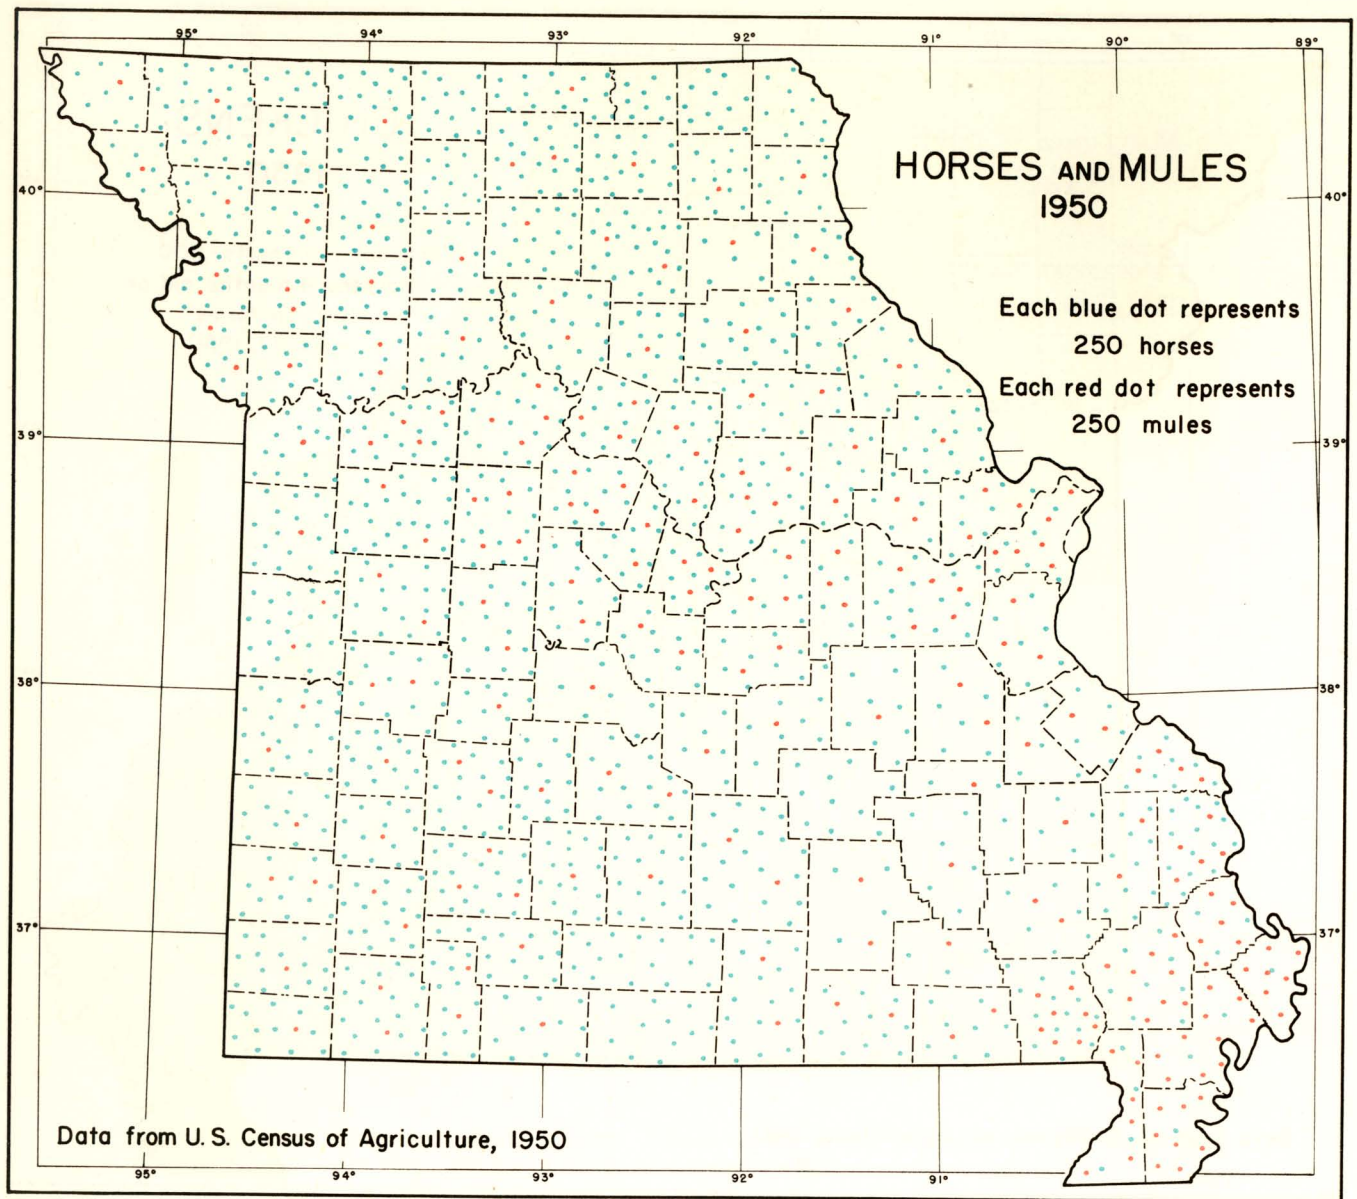 95° 94° 93° 92° 91° 90° 89°
HORSES AND MULES
1950
40° 40°
Each blue dot represents
250 horses
Each red dot represents
250 mules
39° 39°
38° 38°
37° 37°
Data from U. S. Census of Agriculture, 1950
95° 94° 93° 92° 91°